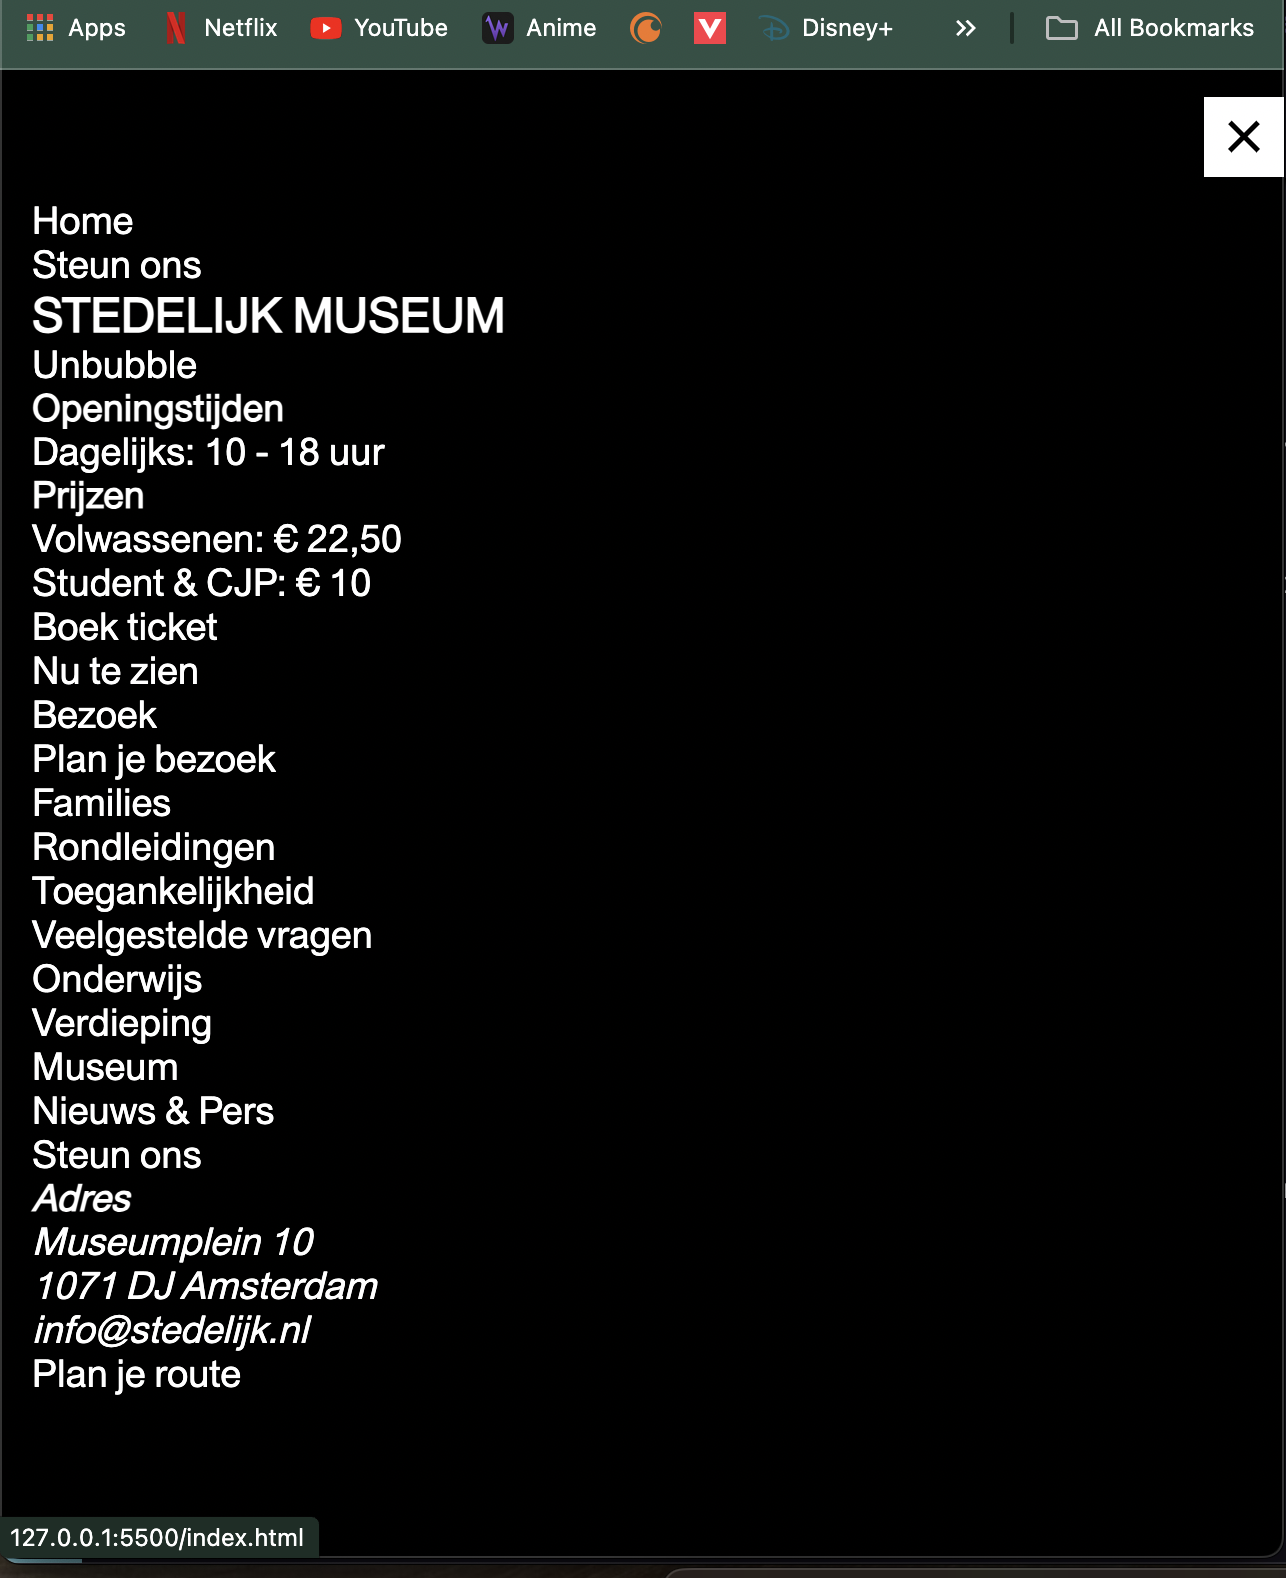 Apps Netflix YouTube Anime Disney+ All Bookmarks
Home
Steun ons
STEDELIJK MUSEUM
Unbubble
Openingstijden
Dagelijks: 10 - 18 uur
Prijzen
Volwassenen: € 22,50
Student & CJP: € 10
Boek ticket
Nu te zien
Bezoek
Plan je bezoek
Families
Rondleidingen
Toegankelijkheid
Veelgestelde vragen
Onderwijs
Verdieping
Museum
Nieuws & Pers
Steun ons
Adres
Museumplein 10
1071 DJ Amsterdam
info@stedelijk.nl
Plan je route
127.0.0.1:5500/index.html